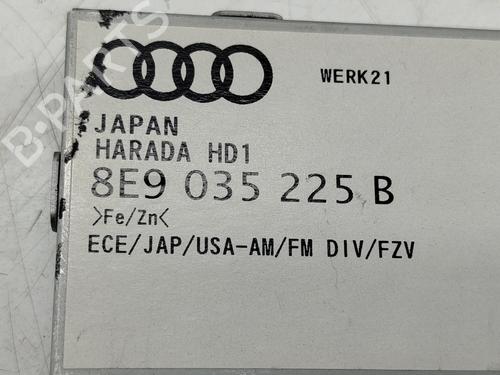 WERK21
JAPAN
HARADA HD1
8E9 035 225 B
>Fe/Zn<
ECE/JAP/USA-AM/FM DIV/FZV
B-PARTS